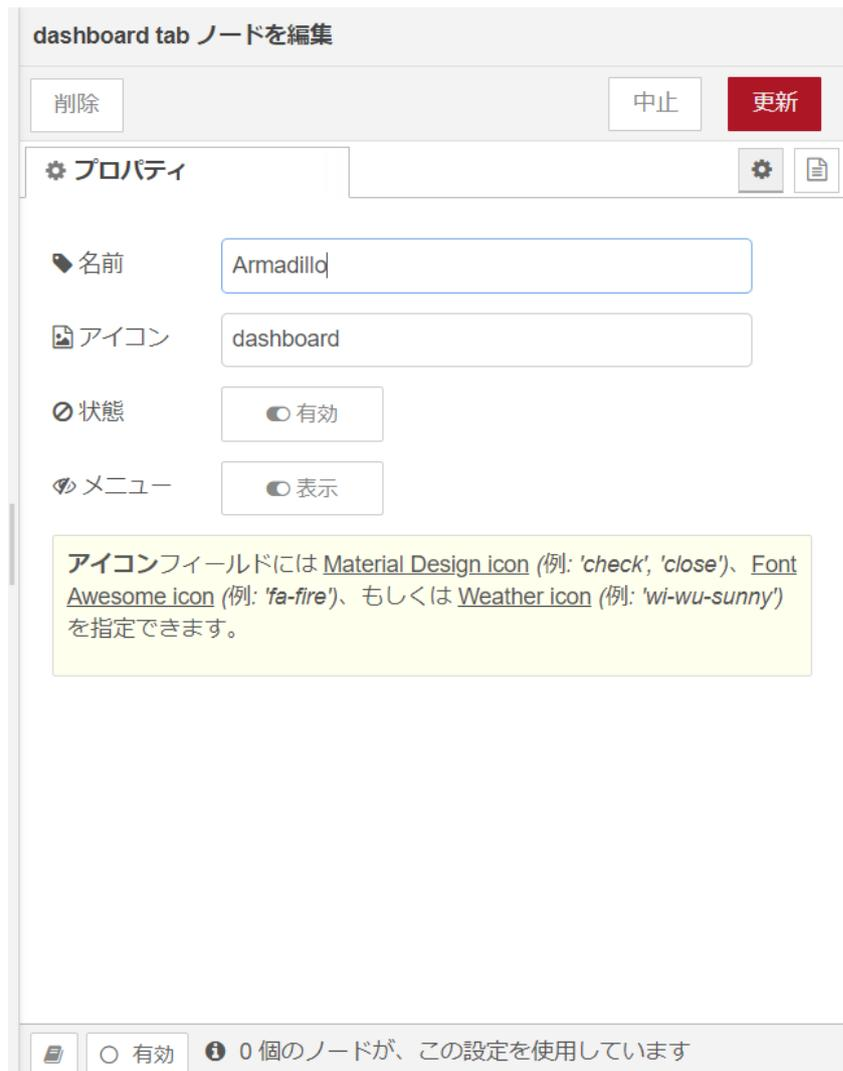 dashboard tab ノードを編集
削除
中止
更新
プロパティ
名前
Armadillo
アイコン
dashboard
状態
有効
メニュー
表示
アイコンフィールドには Material Design icon (例: 'check', 'close')、Font
Awesome icon (例: 'fa-fire')、もしくは Weather icon (例: 'wi-wu-sunny')
を指定できます。
有効
0 個のノードが、この設定を使用しています